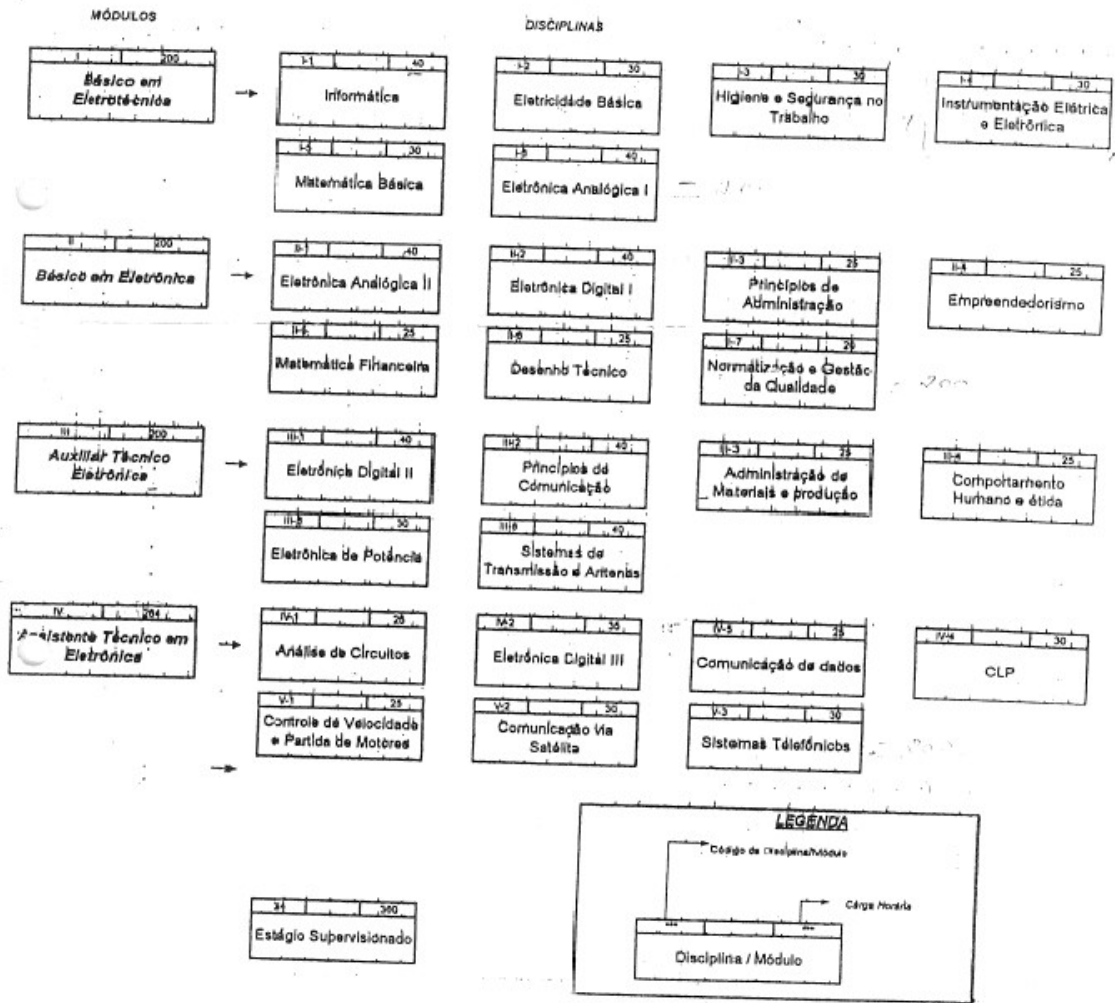 MÓDULOS
DISCIPLINAS
I 200
Básico em
Eletrotécnica
I-1 40
Informática
I-2 30
Eletricidade Básica
I-3 30
Higiene e Segurança no
Trabalho
I-4 30
Instrumentação Elétrica
e Eletrônica
I-5 30
Matemática Básica
40
Eletrônica Analógica I
II 200
Básico em Eletrônica
II-1 40
Eletrônica Analógica II
II-2 40
Eletrônica Digital I
II-3 25
Princípios de
Administração
II-4 25
Empreendedorismo
25
Matemática Financeira
II-6 25
Desenho Técnico
II-7 20
Normatização e Gestão
da Qualidade
200
III 200
Auxiliar Técnico
Eletrônica
III-1 40
Eletrônica Digital II
III-2 40
Princípios de
Comunicação
III-3 25
Administração de
Materiais e produção
25
Comportamento
Humano e ética
30
Eletrônica de Potência
III-6 40
Sistemas de
Transmissão e Antenas
IV 204
Assistente Técnico em
Eletrônica
IV-1 25
Análise de Circuitos
IV-2 35
Eletrônica Digital III
IV-3 25
Comunicação de dados
IV-4 30
CLP
V-1 25
Controle de Velocidade
e Partida de Motores
V-2 30
Comunicação Via
Satélite
V-3 30
Sistemas Telefônicos
360
Estágio Supervisionado
LEGENDA
Código da Disciplina/Módulo
Carga Horária
*** ***
Disciplina / Módulo